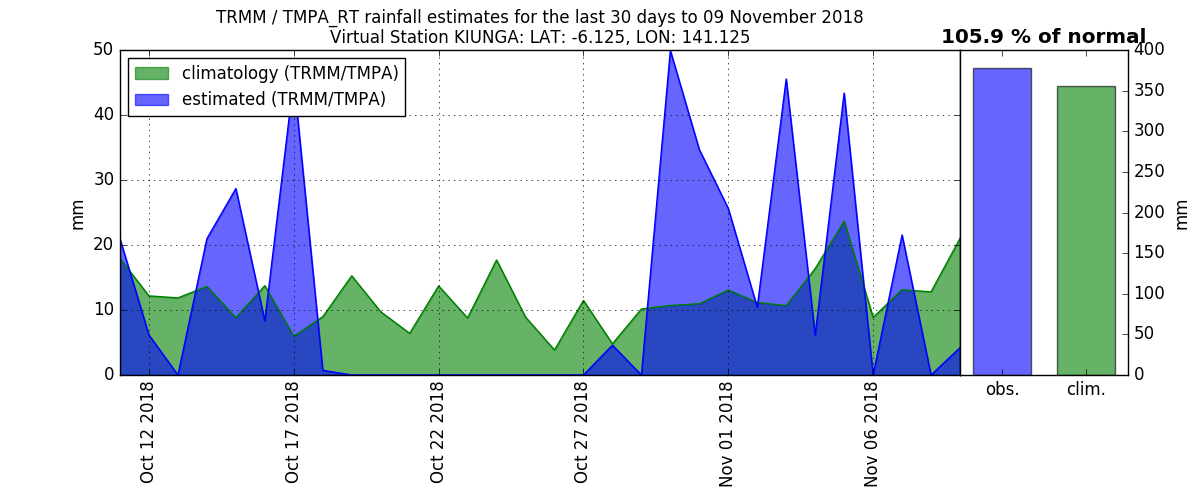 TRMM / TMPA_RT rainfall estimates for the last 30 days to 09 November 2018
Virtual Station KIUNGA: LAT: -6.125, LON: 141.125
105.9 % of normal
climatology (TRMM/TMPA)
estimated (TRMM/TMPA)
mm
50
40
30
20
10
0
Oct 12 2018
Oct 17 2018
Oct 22 2018
Oct 27 2018
Nov 01 2018
Nov 06 2018
obs.
clim.
400
350
300
250
200
150
100
50
0
mm